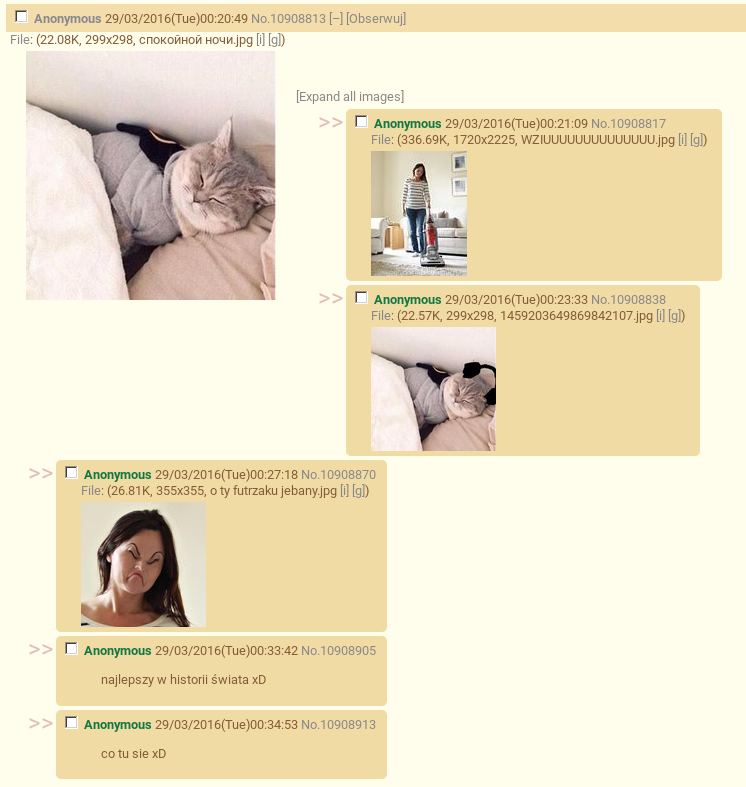 Anonymous 29/03/2016(Tue)00:20:49 No.10908813 [–] [Obserwuj]
File: (22.08K, 299x298, спокойной ночи.jpg [i] [g])
[Expand all images]
>> Anonymous 29/03/2016(Tue)00:21:09 No.10908817
File: (336.69K, 1720x2225, WZIUUUUUUUUUUUUUU.jpg [i] [g])
>> Anonymous 29/03/2016(Tue)00:23:33 No.10908838
File: (22.57K, 299x298, 1459203649869842107.jpg [i] [g])
>> Anonymous 29/03/2016(Tue)00:27:18 No.10908870
File: (26.81K, 355x355, o ty futrzaku jebany.jpg [i] [g])
>> Anonymous 29/03/2016(Tue)00:33:42 No.10908905
najlepszy w historii świata xD
>> Anonymous 29/03/2016(Tue)00:34:53 No.10908913
co tu sie xD